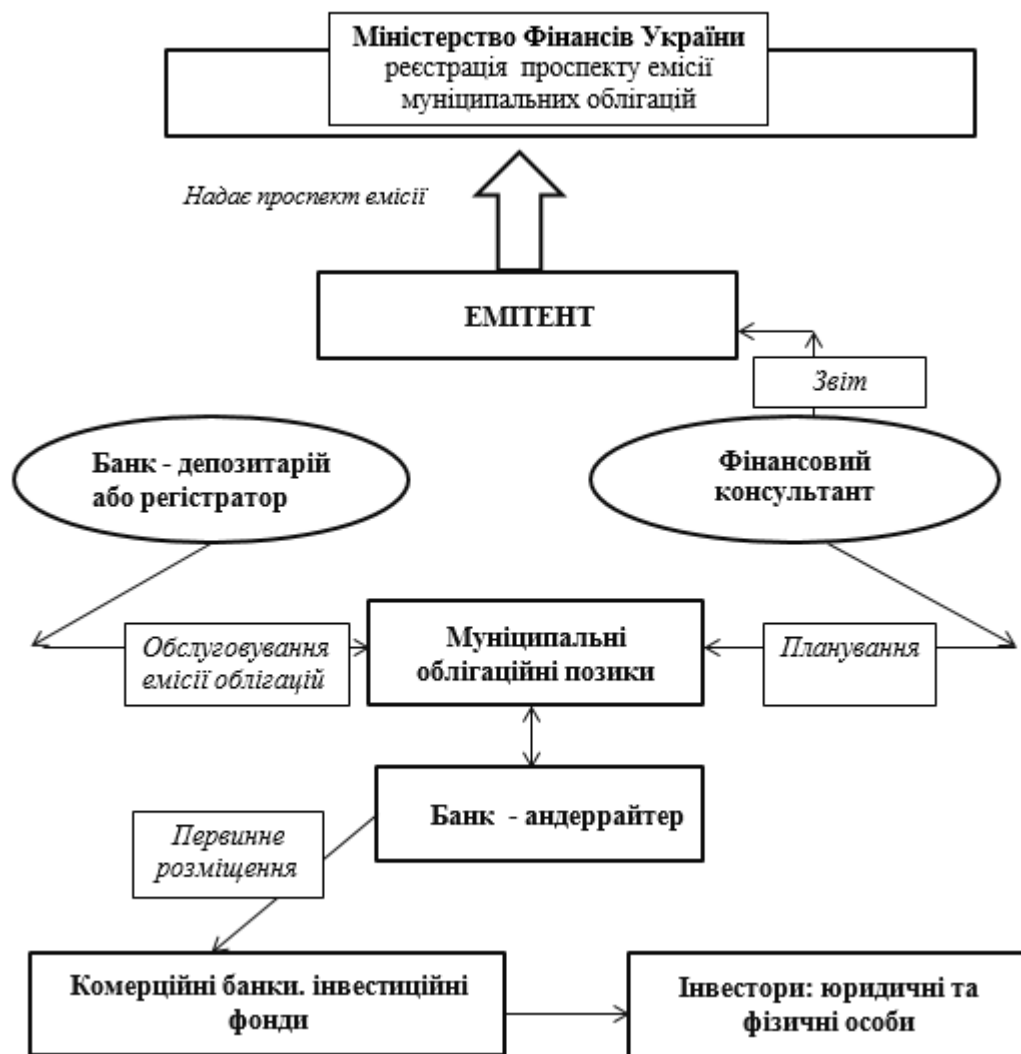 Міністерство Фінансів України
реєстрація проспекту емісії
муніципальних облігацій
Надає проспект емісії
ЕМІТЕНТ
Звіт
Банк - депозитарій
або регістратор
Фінансовий
консультант
Обслуговування
емісії облігацій
Муніципальні
облігаційні позики
Планування
Банк - андеррайтер
Первинне
розміщення
Комерційні банки. інвестиційні
фонди
Інвестори: юридичні та
фізичні особи